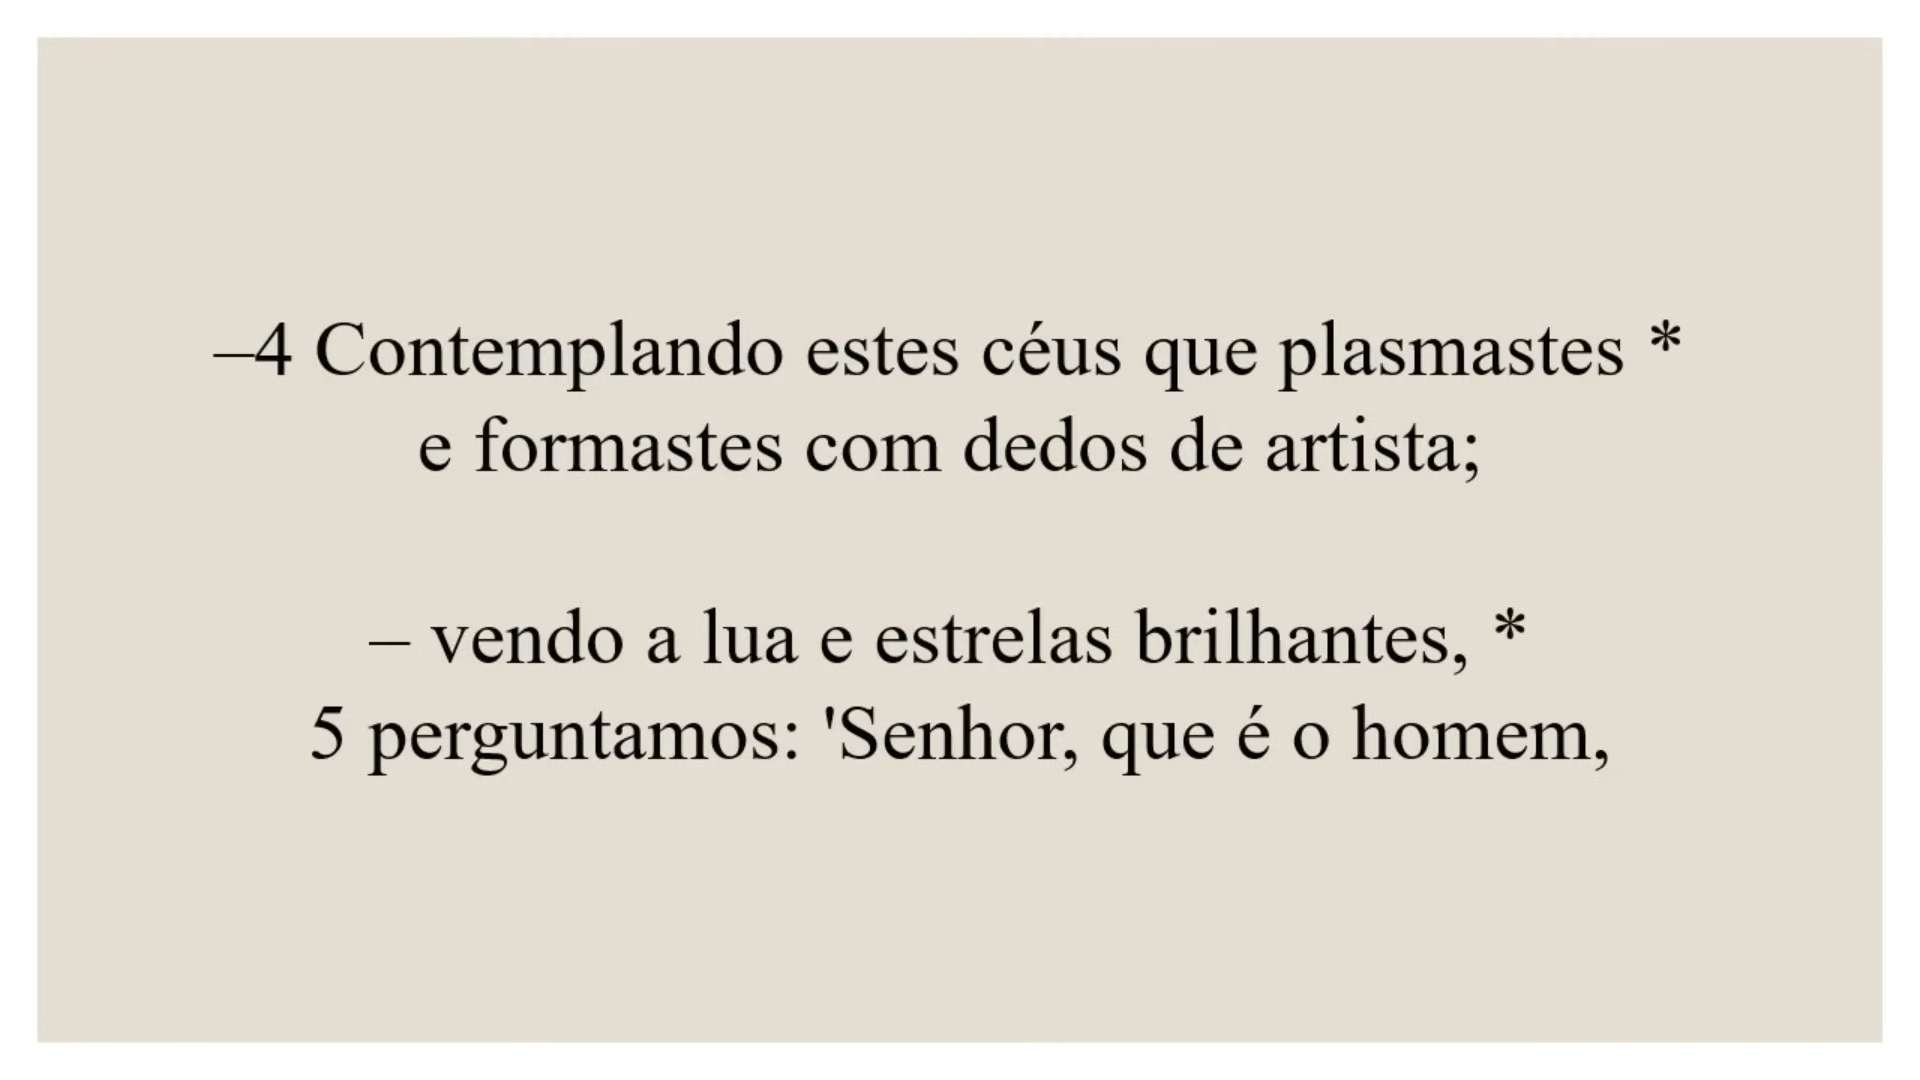 –4 Contemplando estes céus que plasmastes *
e formastes com dedos de artista;
– vendo a lua e estrelas brilhantes, *
5 perguntamos: 'Senhor, que é o homem,